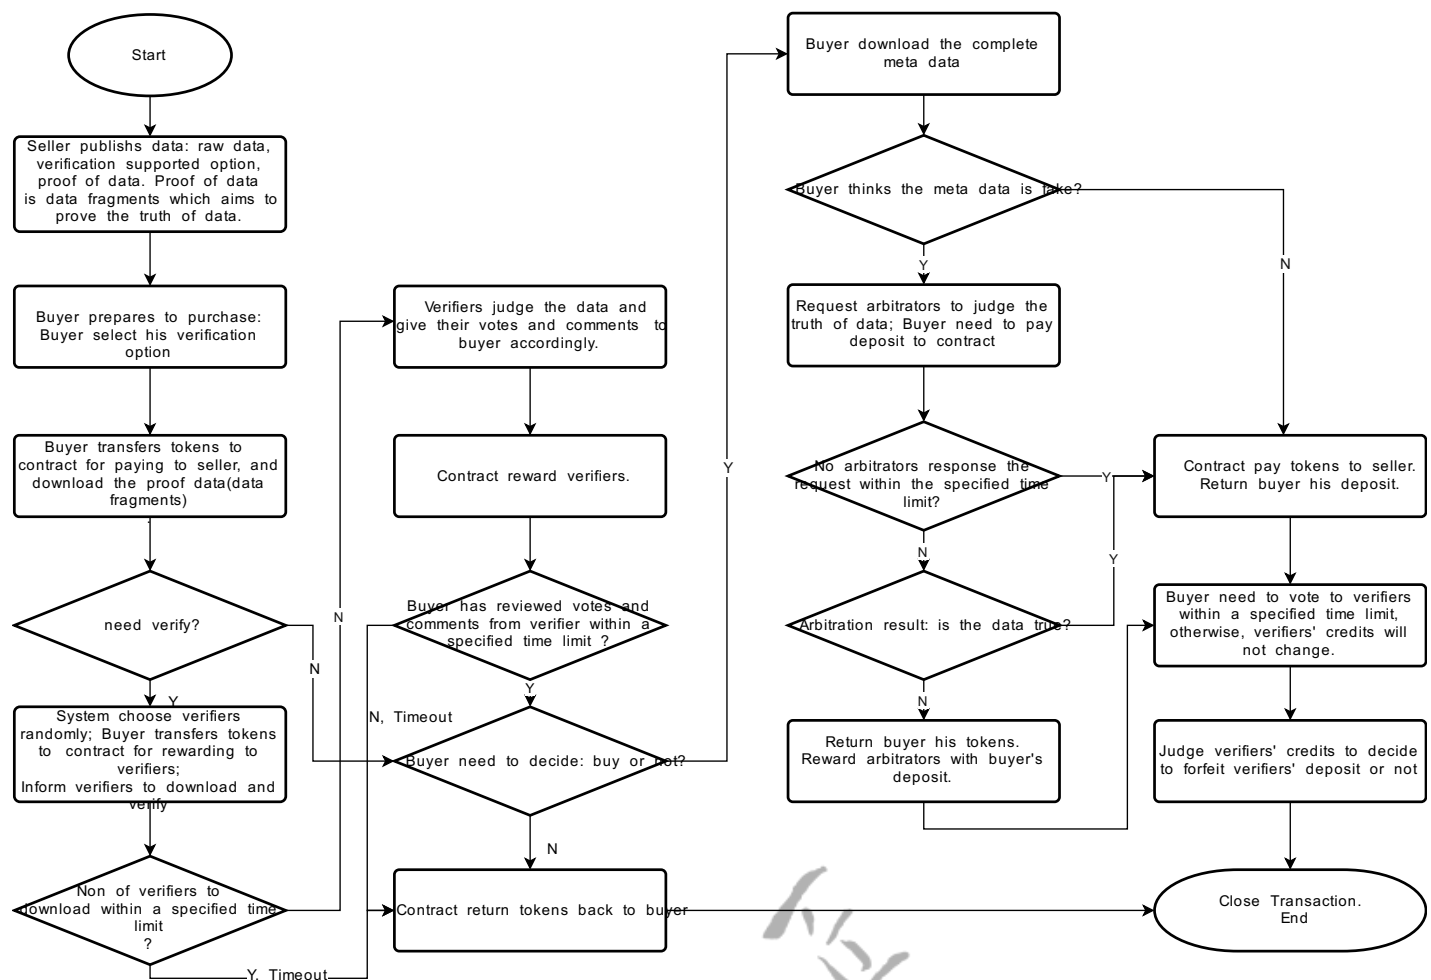 Start
Seller publishs data: raw data,
verification supported option,
proof of data. Proof of data
is data fragments which aims to
prove the truth of data.
Buyer prepares to purchase:
Buyer select his verification
option
Buyer transfers tokens to
contract for paying to seller, and
download the proof data(data
fragments)
need verify?
N
Y
System choose verifiers
randomly; Buyer transfers tokens
to contract for rewarding to
verifiers;
Inform verifiers to download and
verify
Non of verifiers to
download within a specified time
limit
?
Y, Timeout
N
Verifiers judge the data and
give their votes and comments to
buyer accordingly.
Contract reward verifiers.
Buyer has reviewed votes and
comments from verifier within a
specified time limit ?
Y
N, Timeout
Buyer need to decide: buy or not?
N
Contract return tokens back to buyer
Y
Buyer download the complete
meta data
Buyer thinks the meta data is fake?
Y
N
Request arbitrators to judge the
truth of data; Buyer need to pay
deposit to contract
No arbitrators response the
request within the specified time
limit?
Y
N
Arbitration result: is the data true?
Y
N
Return buyer his tokens.
Reward arbitrators with buyer's
deposit.
Contract pay tokens to seller.
Return buyer his deposit.
Buyer need to vote to verifiers
within a specified time limit,
otherwise, verifiers' credits will
not change.
Judge verifiers' credits to decide
to forfeit verifiers' deposit or not
Close Transaction.
End